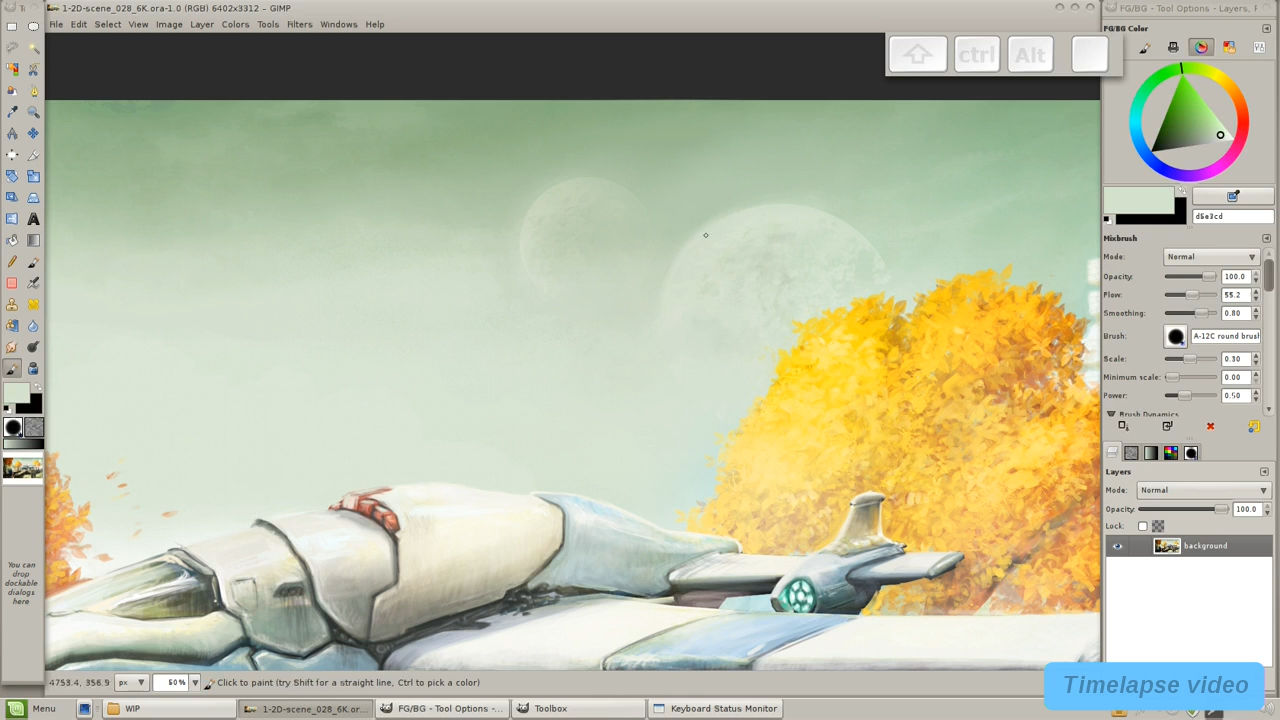 1-2D-scene_028_6K.ora-1.0 (RGB) 6402x3312 – GIMP
FG/BG - Tool Options - Layers,
File Edit Select View Image Layer Colors Tools Filters Windows Help
FG/BG Color
ctrl Alt
d5e3cd
Mixbrush
Mode: Normal
Opacity: 100.0
Flow: 55.2
Smoothing: 0.80
Brush: A-12C round brush
Scale: 0.30
Minimum scale: 0.00
Power: 0.50
Brush Dynamics
Layers
Mode: Normal
Opacity: 100.0
Lock:
background
You can
drop
dockable
dialogs
here
4753.4, 356.9 px 50% Click to paint (try Shift for a straight line, Ctrl to pick a color)
Timelapse video
Menu WIP 1-2D-scene_028_6K.or... FG/BG - Tool Options -... Toolbox Keyboard Status Monitor